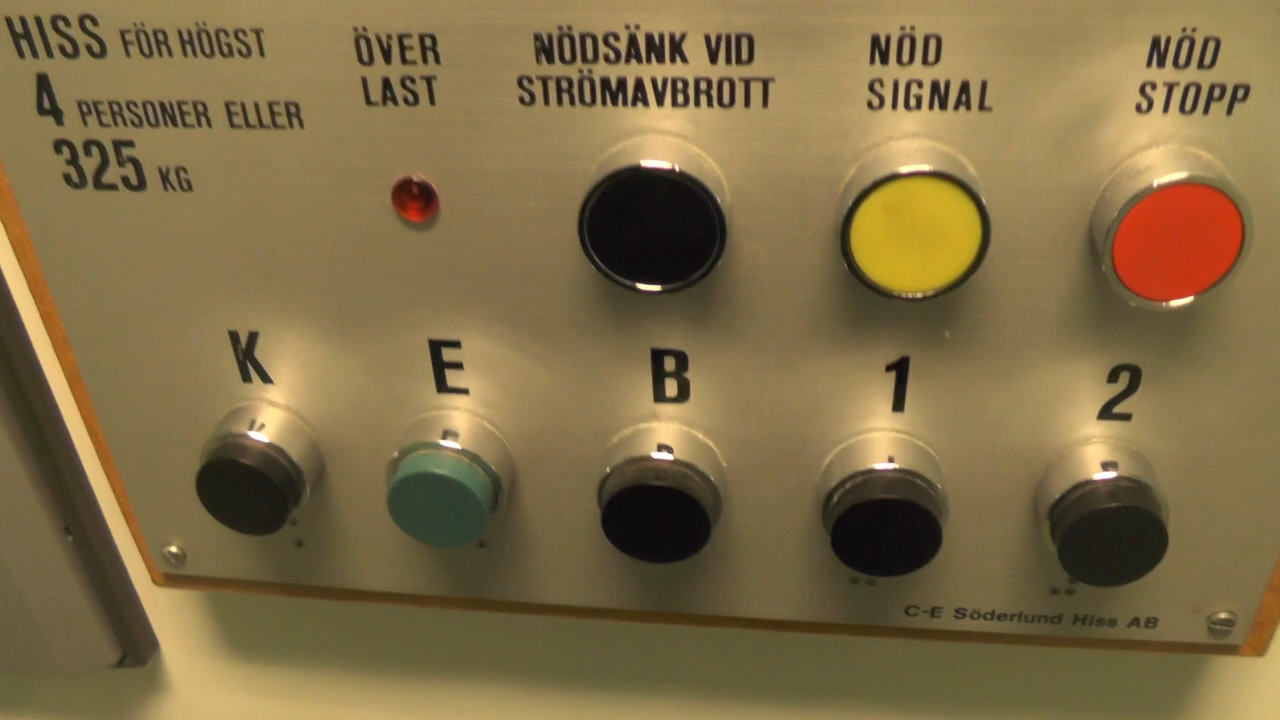 HISS FÖR HÖGST
4 PERSONER ELLER
325 KG
ÖVER
LAST
NÖDSÄNK VID
STRÖMAVBROTT
NÖD
SIGNAL
NÖD
STOPP
K E B 1 2
C-E Söderlund Hiss AB